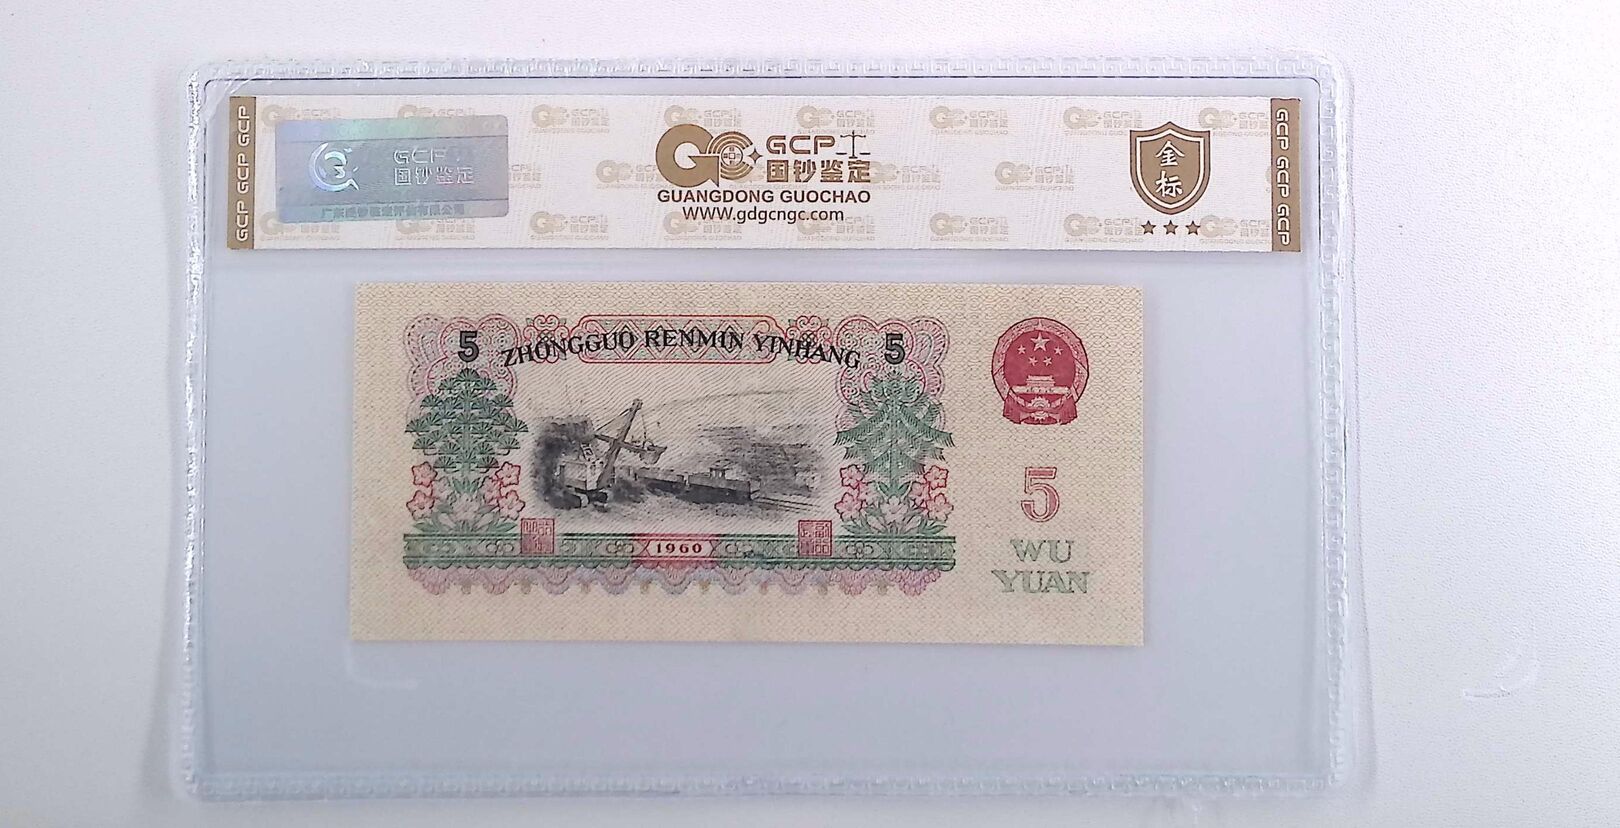 GCP GCP GCP
GCP
国钞鉴定
GCP
国钞鉴定
GUANGDONG GUOCHAO
WWW.gdgcngc.com
金标
GCP GCP GCP
5 ZHONGGUO RENMIN YINHANG 5
1960
5
WU
YUAN